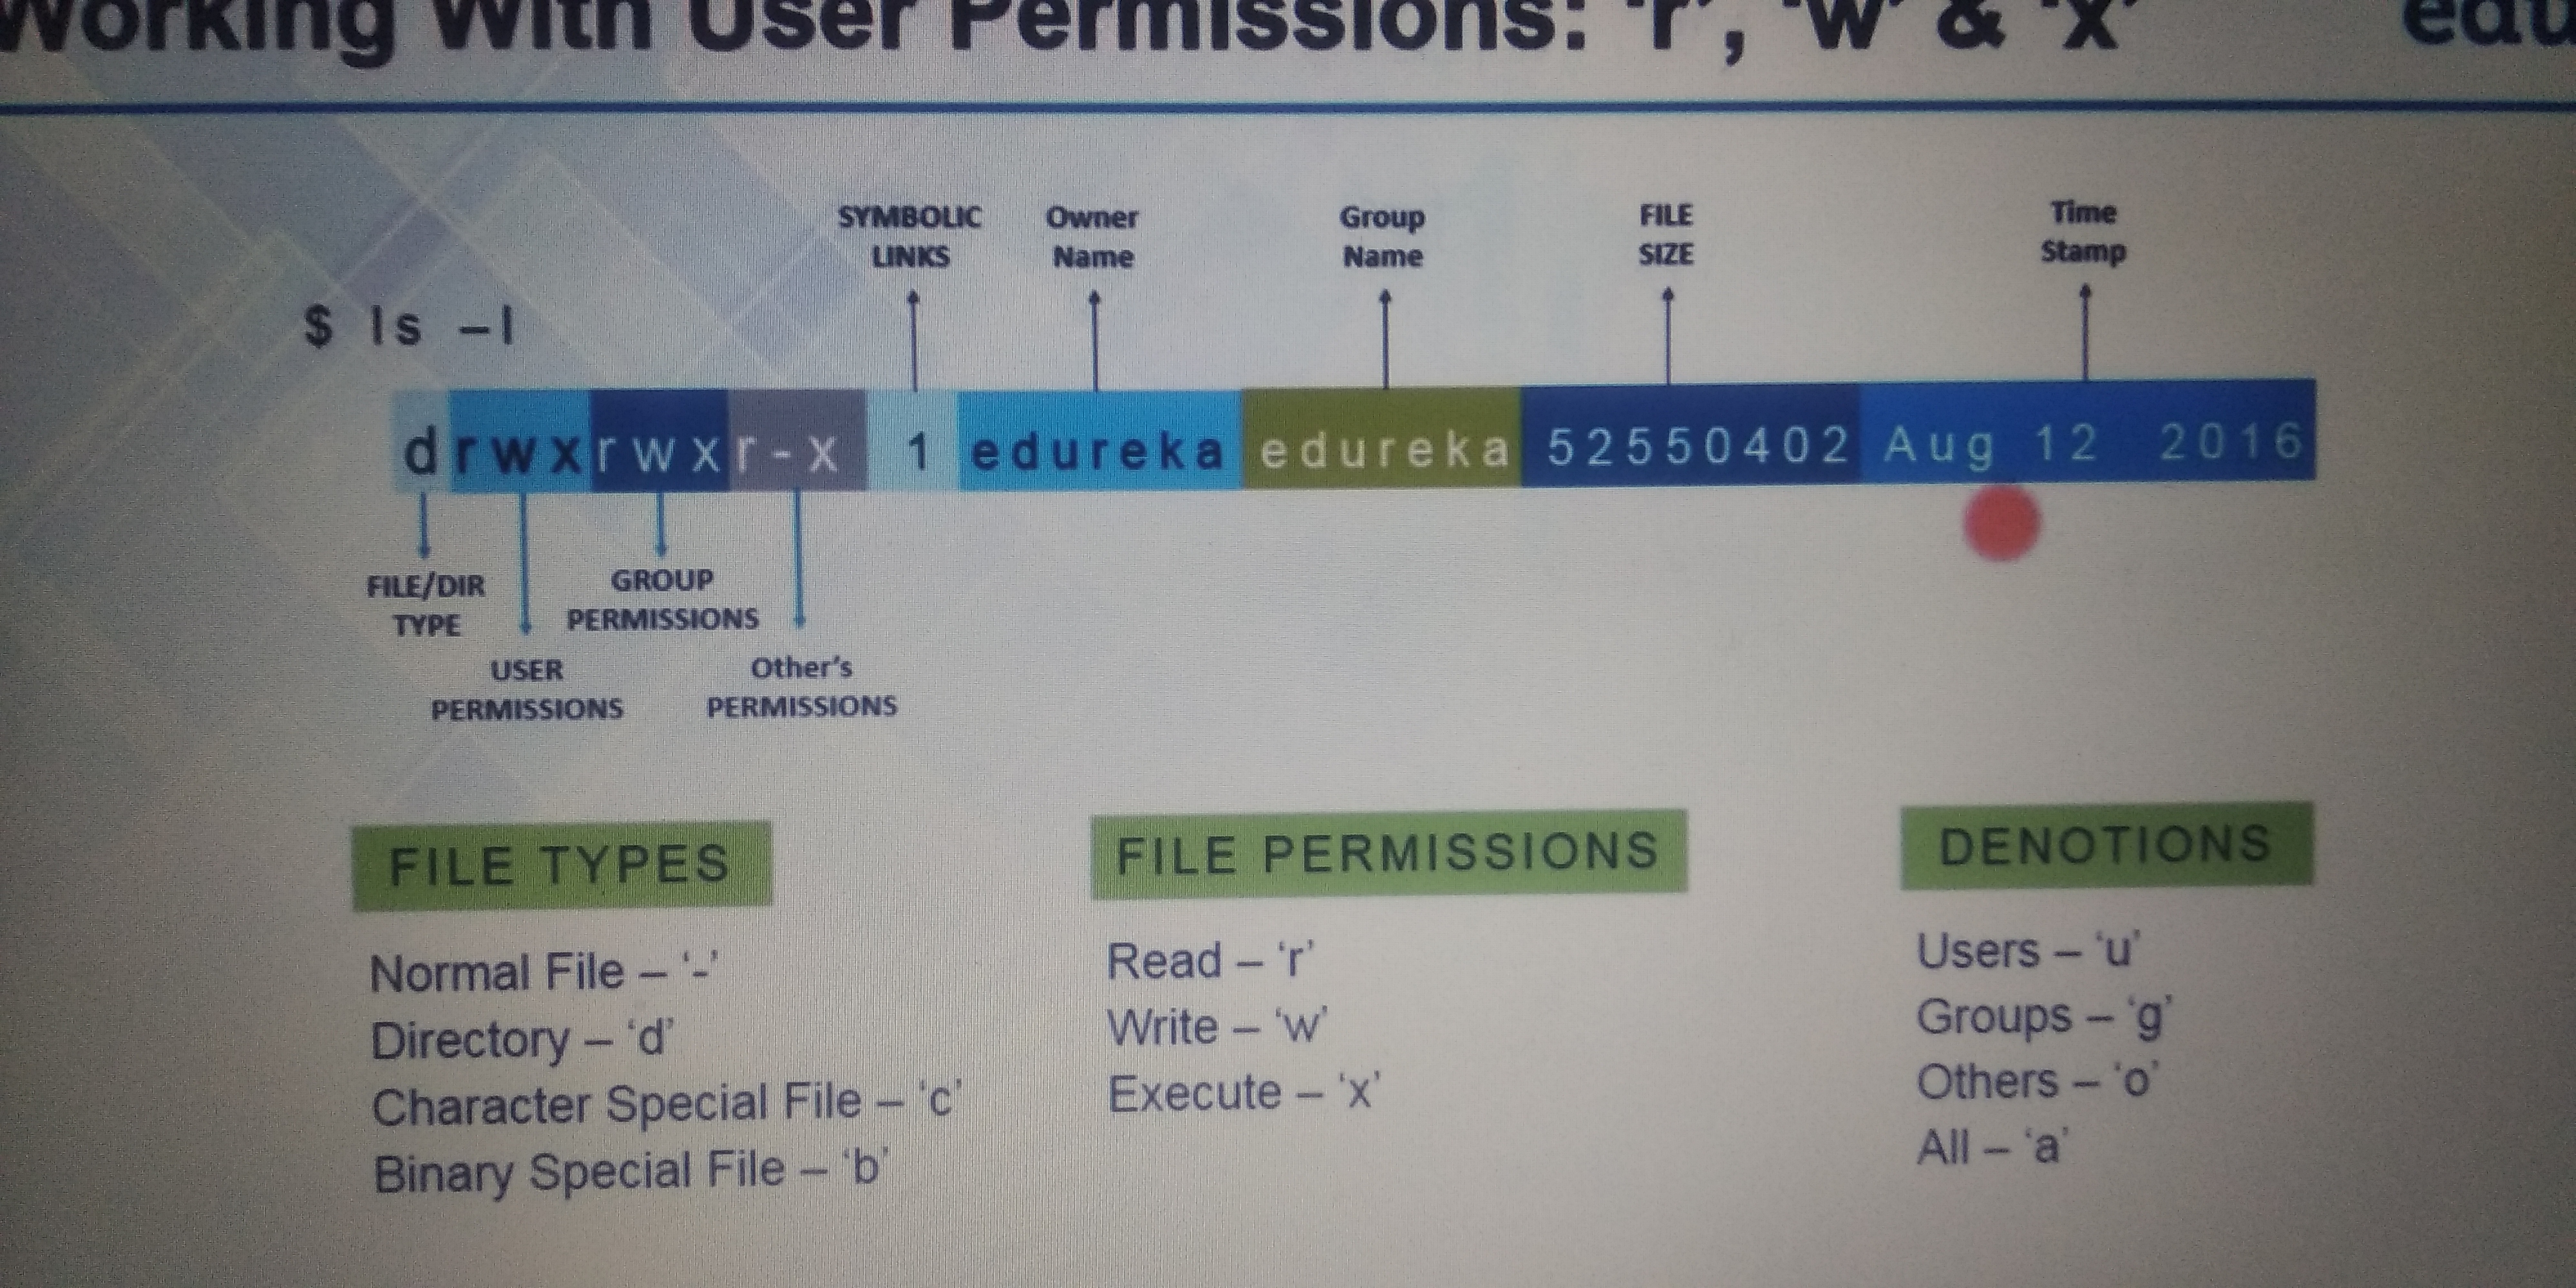 Working With User Permissions: 'r', 'w' & 'x'
SYMBOLIC LINKS
Owner Name
Group Name
FILE SIZE
Time Stamp
$ ls –l
drwxrwxr-x 1 edureka edureka 52550402 Aug 12 2016
FILE/DIR TYPE
USER PERMISSIONS
GROUP PERMISSIONS
Other's PERMISSIONS
FILE TYPES
Normal File – '-'
Directory – 'd'
Character Special File – 'c'
Binary Special File – 'b'
FILE PERMISSIONS
Read – 'r'
Write – 'w'
Execute – 'x'
DENOTIONS
Users – 'u'
Groups – 'g'
Others – 'o'
All – 'a'